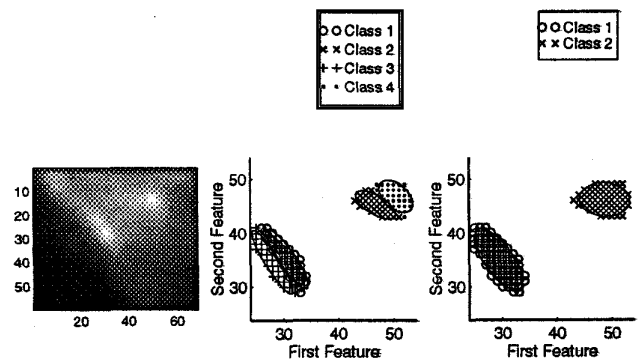 Class 1
Class 2
Class 3
Class 4
Class 1
Class 2
10
20
30
40
50
20 40 60
Second Feature
50
40
30
30 40 50
First Feature
Second Feature
50
40
30
30 40 50
First Feature